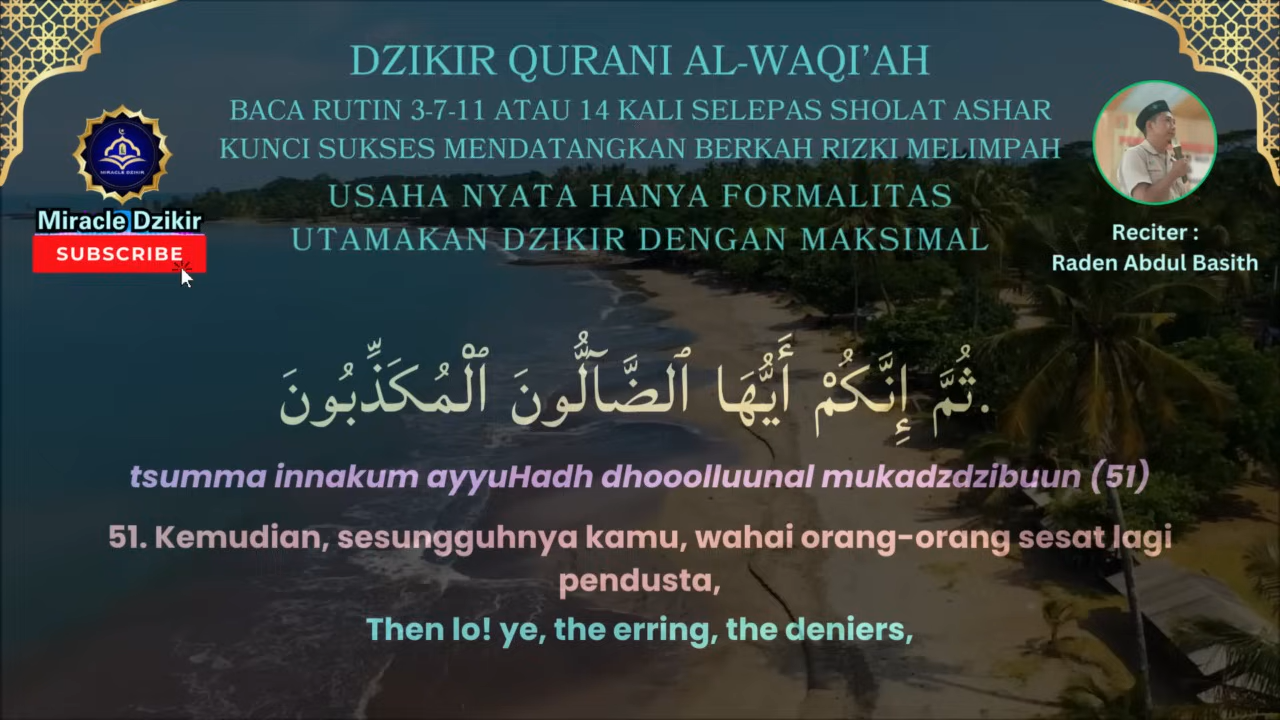 DZIKIR QURANI AL-WAQI'AH
BACA RUTIN 3-7-11 ATAU 14 KALI SELEPAS SHOLAT ASHAR
KUNCI SUKSES MENDATANGKAN BERKAH RIZKI MELIMPAH
USAHA NYATA HANYA FORMALITAS
UTAMAKAN DZIKIR DENGAN MAKSIMAL
MIRACLE DZIKIR
Miracle Dzikir
SUBSCRIBE
Reciter :
Raden Abdul Basith
ثُمَّ إِنَّكُمْ أَيُّهَا ٱلضَّآلُّونَ ٱلْمُكَذِّبُونَ.
tsumma innakum ayyuHadh dhooolluunal mukadzdzibuun (51)
51. Kemudian, sesungguhnya kamu, wahai orang-orang sesat lagi
pendusta,
Then lo! ye, the erring, the deniers,